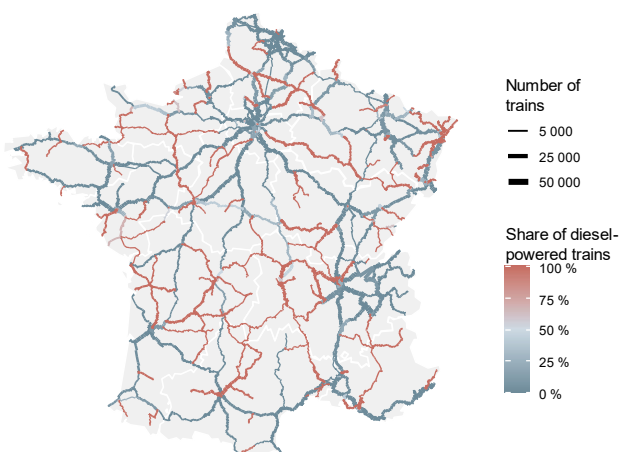 Number of
trains
5 000
25 000
50 000
Share of diesel-
powered trains
100 %
75 %
50 %
25 %
0 %